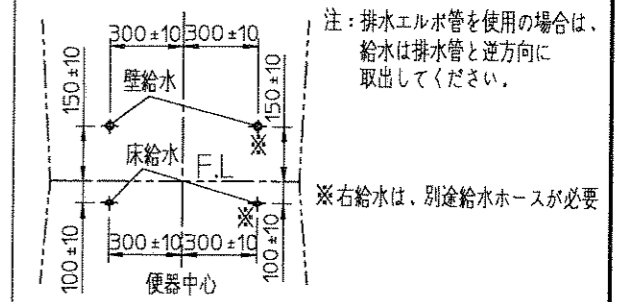 300±10 300±10
150±10
150±10
壁給水
※
床給水
F.L
※
100±10
100±10
300±10 300±10
便器中心
注:排水エルボ管を使用の場合は、
給水は排水管と逆方向に
取出してください。
※右給水は、別途給水ホースが必要